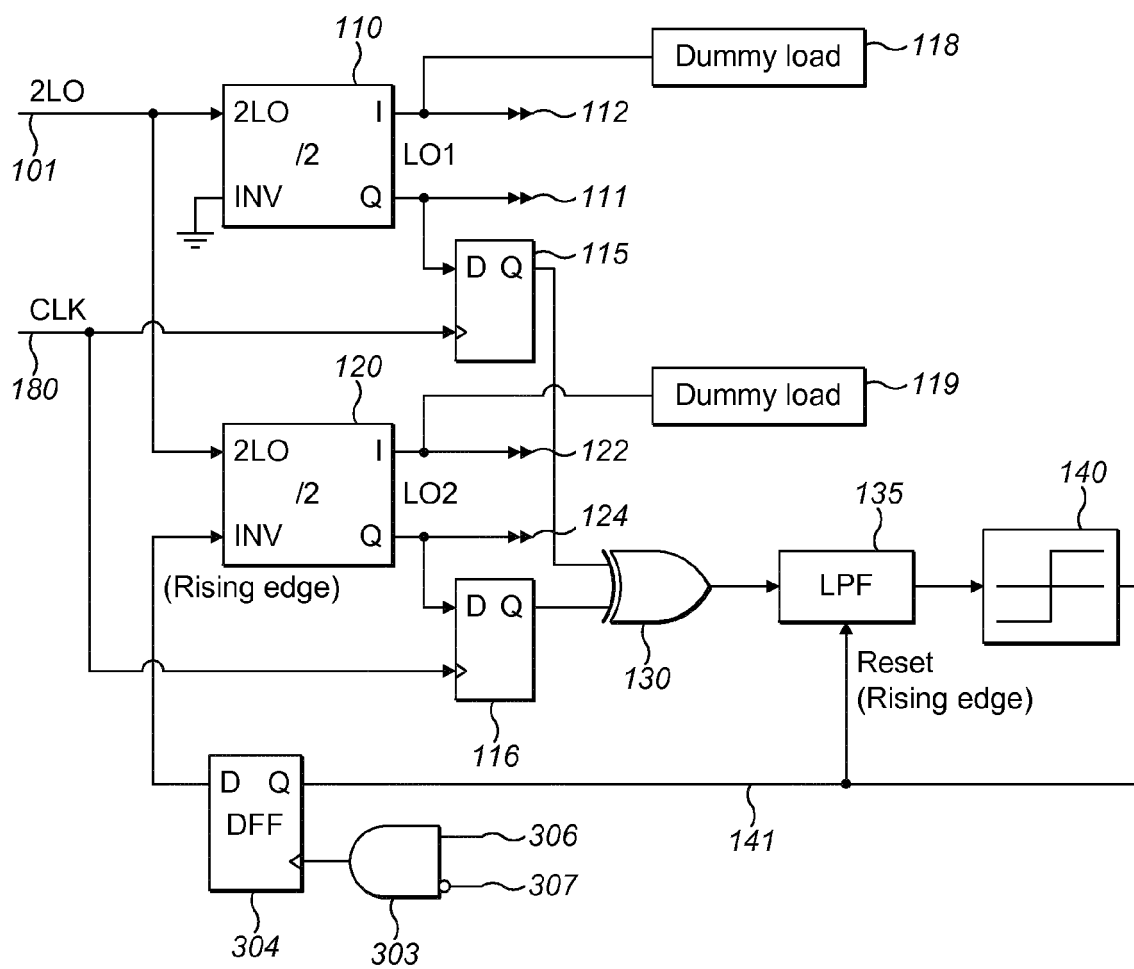 110
Dummy load
118
2LO
101
2LO
I
112
/2
LO1
INV
Q
111
115
D Q
CLK
180
120
Dummy load
119
2LO
I
122
/2
LO2
INV
Q
124
(Rising edge)
135
140
LPF
D Q
130
Reset
(Rising edge)
116
D Q
DFF
141
306
307
304
303